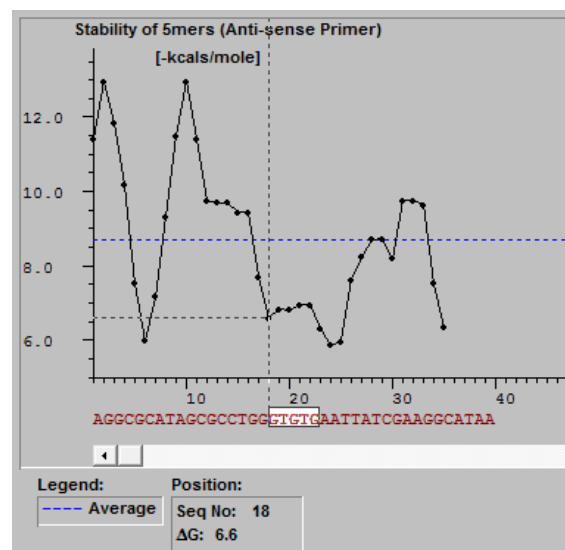 Stability of 5mers (Anti-sense Primer)
[-kcals/mole]
12.0
10.0
8.0
6.0
10 20 30 40
AGGCGCATAGCGCCTGGGTGTGAATTATCGAAGGCATAA
Legend: Position:
Average Seq No: 18
ΔG: 6.6